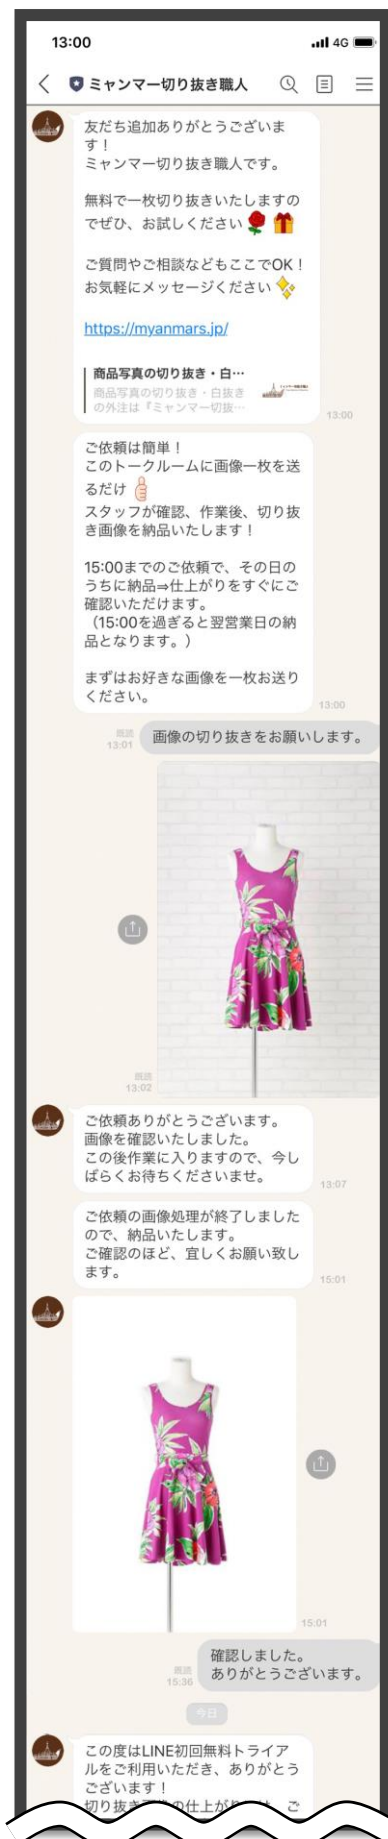 13:00
4G
ミャンマー切り抜き職人
友だち追加ありがとうございま
す！
ミャンマー切り抜き職人です。
無料で一枚切り抜きいたしますの
でぜひ、お試しください
ご質問やご相談などもここでOK！
お気軽にメッセージください
https://myanmars.jp/
商品写真の切り抜き・白…
商品写真の切り抜き・白抜き
の外注は『ミャンマー切抜…
13:00
ご依頼は簡単！
このトークルームに画像一枚を送
るだけ
スタッフが確認、作業後、切り抜
き画像を納品いたします！
15:00までのご依頼で、その日の
うちに納品⇒仕上がりをすぐにご
確認いただけます。
（15:00を過ぎると翌営業日の納
品となります。）
まずはお好きな画像を一枚お送り
ください。
13:00
既読
13:01
画像の切り抜きをお願いします。
既読
13:02
ご依頼ありがとうございます。
画像を確認いたしました。
この後作業に入りますので、今し
ばらくお待ちくださいませ。
13:07
ご依頼の画像処理が終了しました
ので、納品いたします。
ご確認のほど、宜しくお願い致し
ます。
15:01
15:01
確認しました。
ありがとうございます。
既読
15:36
今日
この度はLINE初回無料トライア
ルをご利用いただき、ありがとう
ございます！
切り抜き
の仕上がり